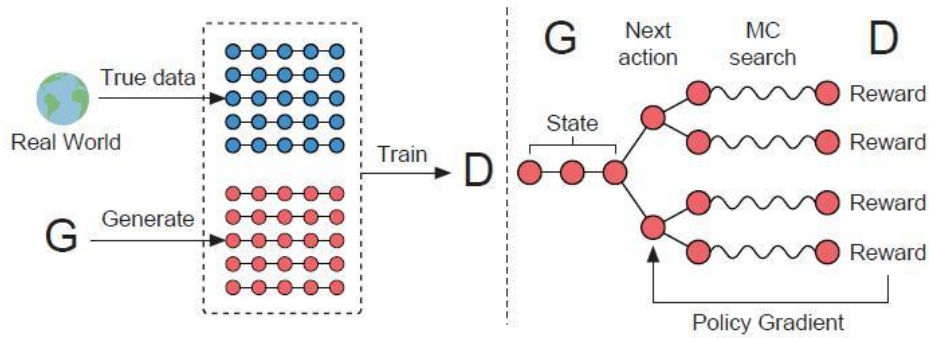 True data
Real World
G
Generate
Train
D
G
Next
action
MC
search
D
State
Reward
Reward
Reward
Reward
Policy Gradient